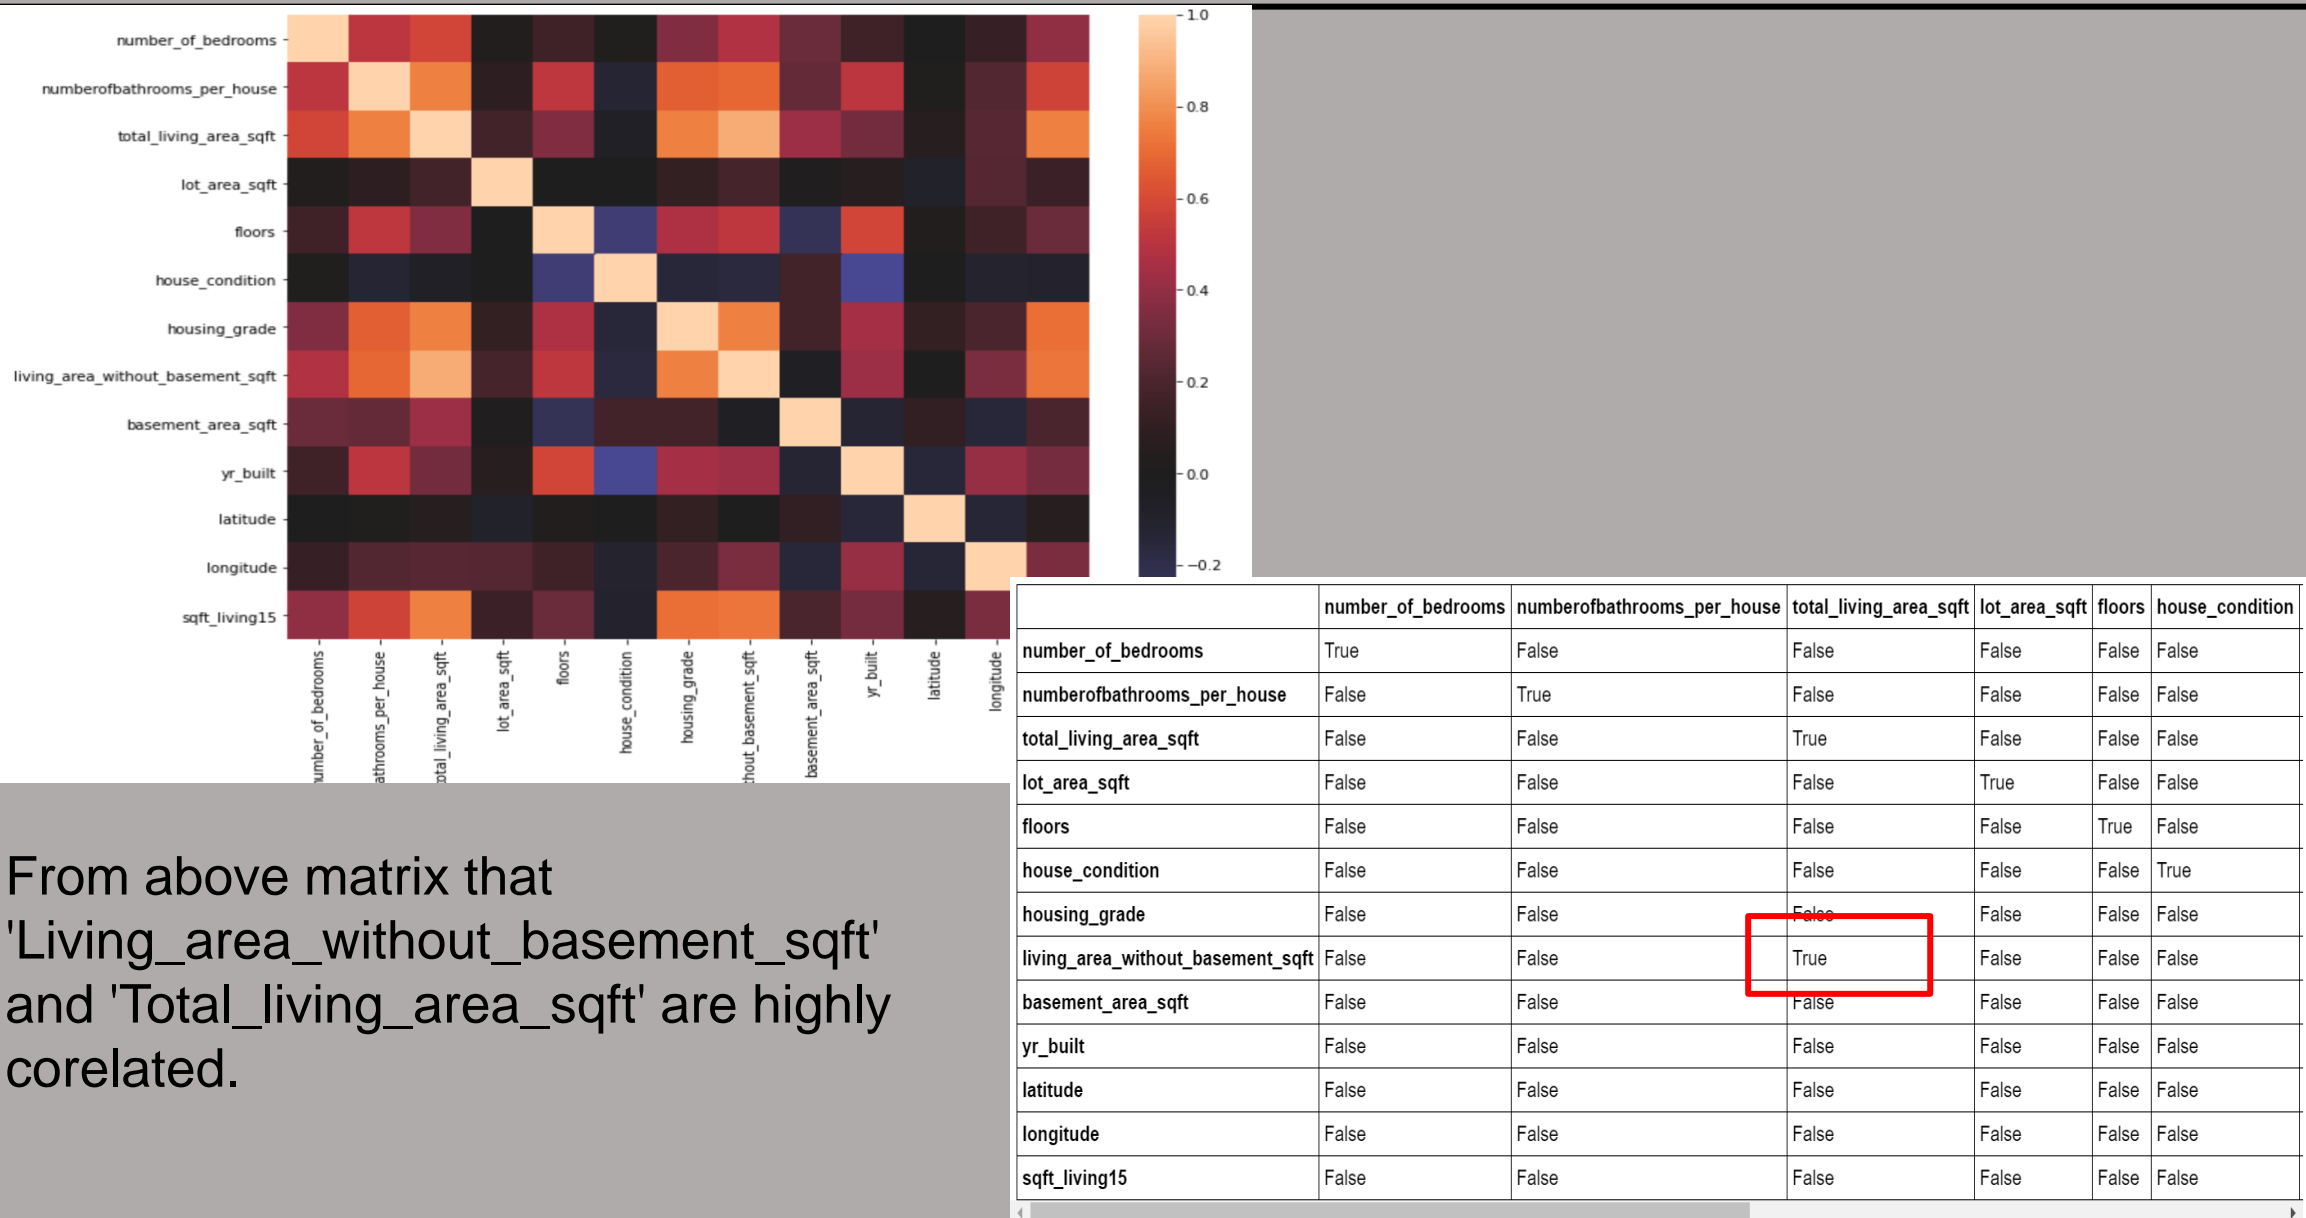 number_of_bedrooms
numberofbathrooms_per_house
total_living_area_sqft
lot_area_sqft
floors
house_condition
housing_grade
living_area_without_basement_sqft
basement_area_sqft
yr_built
latitude
longitude
sqft_living15
1.0
0.8
0.6
0.4
0.2
0.0
−0.2
umber_of_bedrooms
athrooms_per_house
otal_living_area_sqft
lot_area_sqft
floors
house_condition
housing_grade
hout_basement_sqft
basement_area_sqft
yr_built
latitude
longitude
From above matrix that
'Living_area_without_basement_sqft'
and 'Total_living_area_sqft' are highly
corelated.
number_of_bedrooms numberofbathrooms_per_house total_living_area_sqft lot_area_sqft floors house_condition
number_of_bedrooms True False False False False False
numberofbathrooms_per_house False True False False False False
total_living_area_sqft False False True False False False
lot_area_sqft False False False True False False
floors False False False False True False
house_condition False False False False False True
housing_grade False False False False False False
living_area_without_basement_sqft False False True False False False
basement_area_sqft False False False False False False
yr_built False False False False False False
latitude False False False False False False
longitude False False False False False False
sqft_living15 False False False False False False